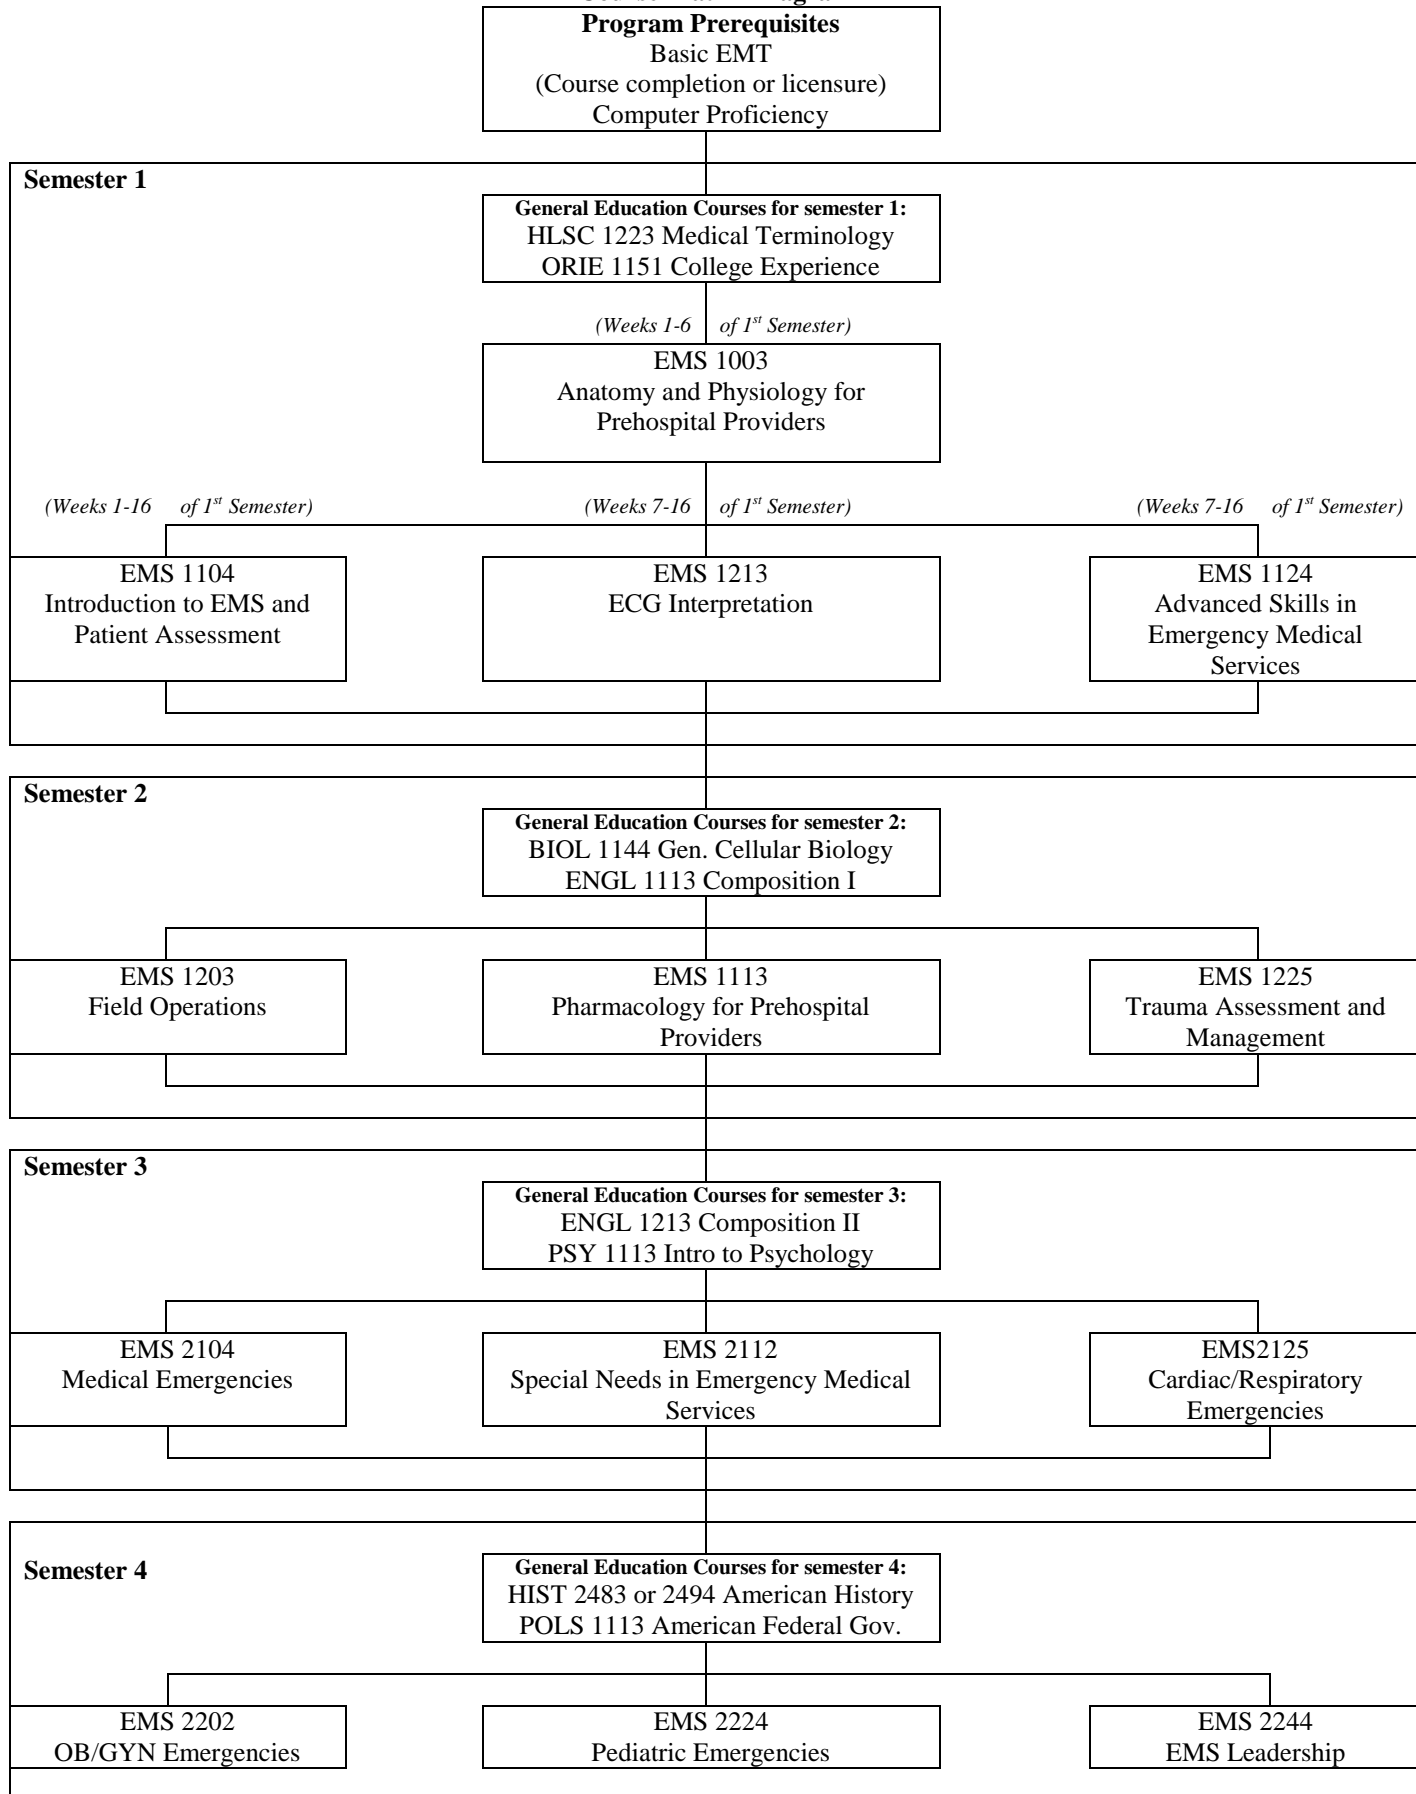 Program Prerequisites
Basic EMT
(Course completion or licensure)
Computer Proficiency
Semester 1
General Education Courses for semester 1:
HLSC 1223 Medical Terminology
ORIE 1151 College Experience
(Weeks 1-6 of 1st Semester)
EMS 1003
Anatomy and Physiology for
Prehospital Providers
(Weeks 1-16 of 1st Semester)
(Weeks 7-16 of 1st Semester)
(Weeks 7-16 of 1st Semester)
EMS 1104
Introduction to EMS and
Patient Assessment
EMS 1213
ECG Interpretation
EMS 1124
Advanced Skills in
Emergency Medical
Services
Semester 2
General Education Courses for semester 2:
BIOL 1144 Gen. Cellular Biology
ENGL 1113 Composition I
EMS 1203
Field Operations
EMS 1113
Pharmacology for Prehospital
Providers
EMS 1225
Trauma Assessment and
Management
Semester 3
General Education Courses for semester 3:
ENGL 1213 Composition II
PSY 1113 Intro to Psychology
EMS 2104
Medical Emergencies
EMS 2112
Special Needs in Emergency Medical
Services
EMS2125
Cardiac/Respiratory
Emergencies
Semester 4
General Education Courses for semester 4:
HIST 2483 or 2494 American History
POLS 1113 American Federal Gov.
EMS 2202
OB/GYN Emergencies
EMS 2224
Pediatric Emergencies
EMS 2244
EMS Leadership